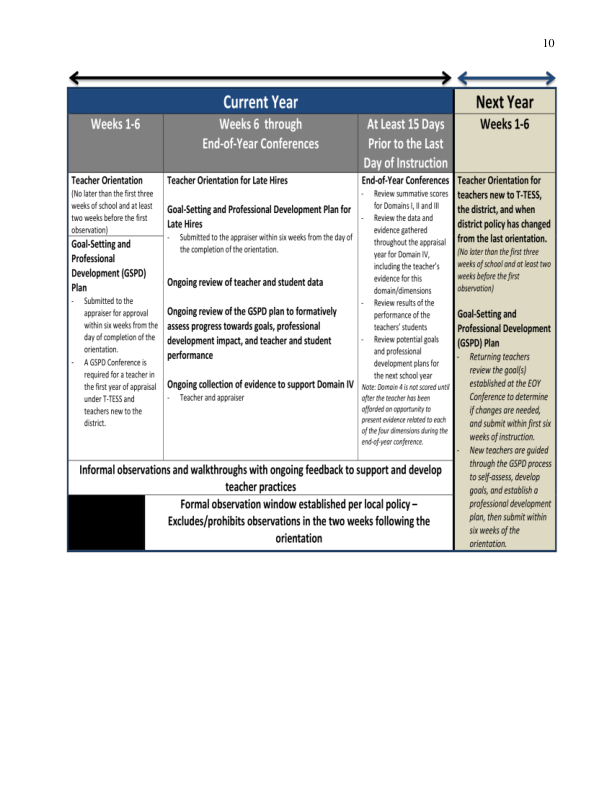 10
Current Year
Next Year
Weeks 1-6
Weeks 6 through
End-of-Year Conferences
At Least 15 Days
Prior to the Last
Day of Instruction
Weeks 1-6
Teacher Orientation
(No later than the first three
weeks of school and at least
two weeks before the first
observation)
Goal-Setting and
Professional
Development (GSPD)
Plan
- Submitted to the
appraiser for approval
within six weeks from the
day of completion of the
orientation.
- A GSPD Conference is
required for a teacher in
the first year of appraisal
under T-TESS and
teachers new to the
district.
Teacher Orientation for Late Hires
Goal-Setting and Professional Development Plan for
Late Hires
- Submitted to the appraiser within six weeks from the day of
the completion of the orientation.
Ongoing review of teacher and student data
Ongoing review of the GSPD plan to formatively
assess progress towards goals, professional
development impact, and teacher and student
performance
Ongoing collection of evidence to support Domain IV
- Teacher and appraiser
End-of-Year Conferences
- Review summative scores
for Domains I, II and III
- Review the data and
evidence gathered
throughout the appraisal
year for Domain IV,
including the teacher's
evidence for this
domain/dimensions
- Review results of the
performance of the
teachers' students
- Review potential goals
and professional
development plans for
the next school year
Note: Domain 4 is not scored until
after the teacher has been
afforded on opportunity to
present evidence related to each
of the four dimensions during the
end-of-year conference.
Teacher Orientation for
teachers new to T-TESS,
the district, and when
district policy has changed
from the last orientation.
(No later than the first three
weeks of school and at least two
weeks before the first
observation)
Goal-Setting and
Professional Development
(GSPD) Plan
- Returning teachers
review the goal(s)
established at the EOY
Conference to determine
if changes are needed,
and submit within first six
weeks of instruction.
- New teachers are guided
through the GSPD process
to self-assess, develop
goals, and establish a
professional development
plan, then submit within
six weeks of the
orientation.
Informal observations and walkthroughs with ongoing feedback to support and develop
teacher practices
Formal observation window established per local policy –
Excludes/prohibits observations in the two weeks following the
orientation